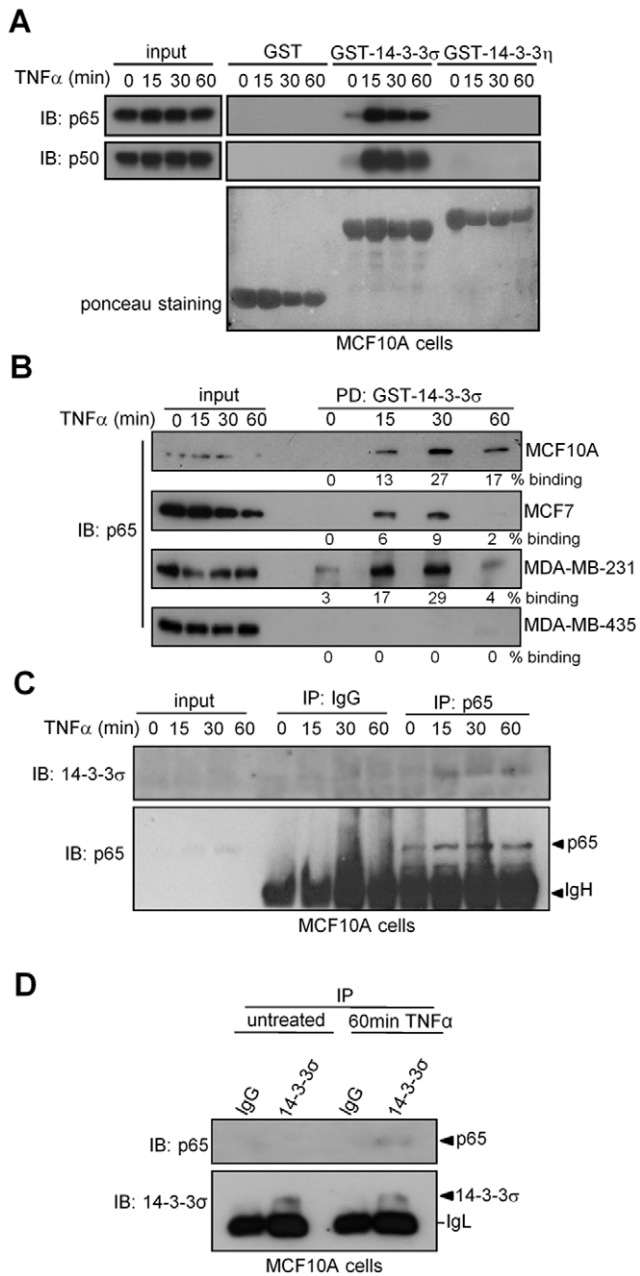 A
input GST GST-14-3-3σ GST-14-3-3η
TNFα (min) 0 15 30 60 0 15 30 60 0 15 30 60 0 15 30 60
IB: p65
IB: p50
ponceau staining
MCF10A cells
B
input PD: GST-14-3-3σ
TNFα (min) 0 15 30 60 0 15 30 60
IB: p65
MCF10A
0 13 27 17 % binding
MCF7
0 6 9 2 % binding
MDA-MB-231
3 17 29 4 % binding
MDA-MB-435
0 0 0 0 % binding
C
input IP: IgG IP: p65
TNFα (min) 0 15 30 60 0 15 30 60 0 15 30 60
IB: 14-3-3σ
IB: p65
p65
IgH
MCF10A cells
D
IP
untreated 60min TNFα
IgG 14-3-3σ IgG 14-3-3σ
IB: p65 p65
IB: 14-3-3σ 14-3-3σ
IgL
MCF10A cells